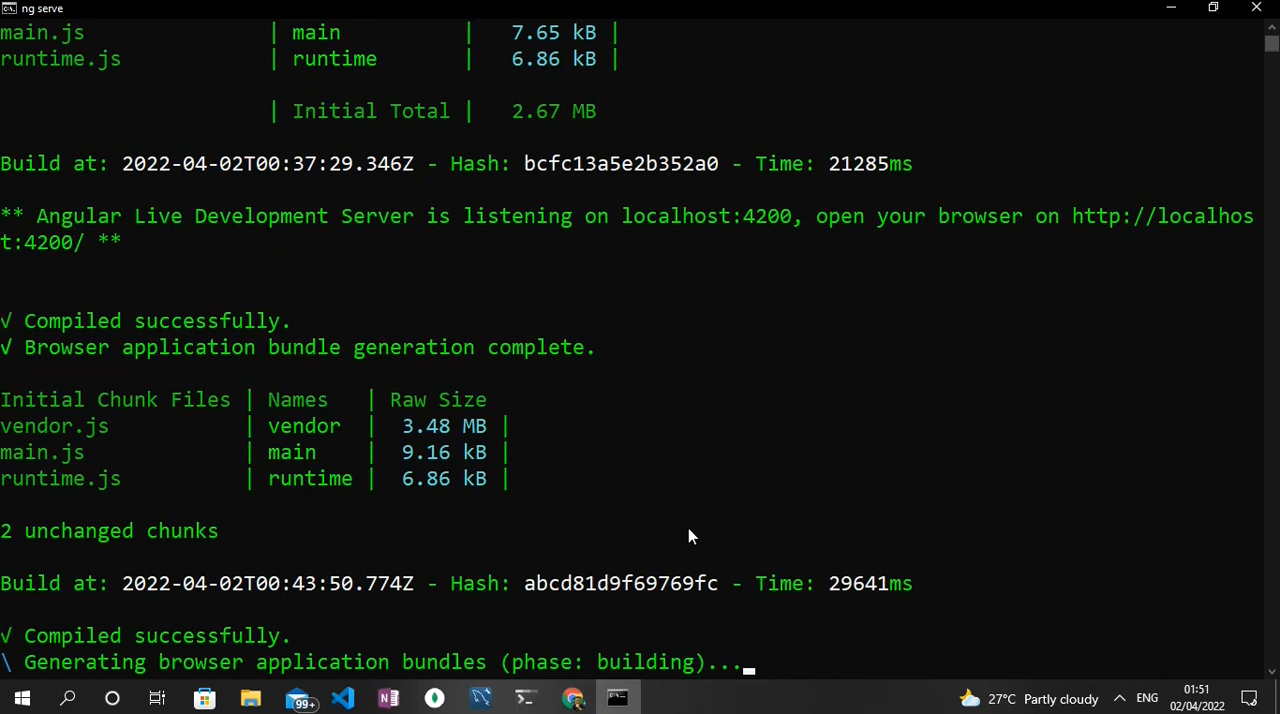 ng serve
main.js | main | 7.65 kB |
runtime.js | runtime | 6.86 kB |
| Initial Total | 2.67 MB
Build at: 2022-04-02T00:37:29.346Z - Hash: bcfc13a5e2b352a0 - Time: 21285ms
** Angular Live Development Server is listening on localhost:4200, open your browser on http://localhos
t:4200/ **
√ Compiled successfully.
√ Browser application bundle generation complete.
Initial Chunk Files | Names | Raw Size
vendor.js | vendor | 3.48 MB |
main.js | main | 9.16 kB |
runtime.js | runtime | 6.86 kB |
2 unchanged chunks
Build at: 2022-04-02T00:43:50.774Z - Hash: abcd81d9f69769fc - Time: 29641ms
√ Compiled successfully.
\ Generating browser application bundles (phase: building)...
99+
27°C Partly cloudy
ENG
01:51
02/04/2022